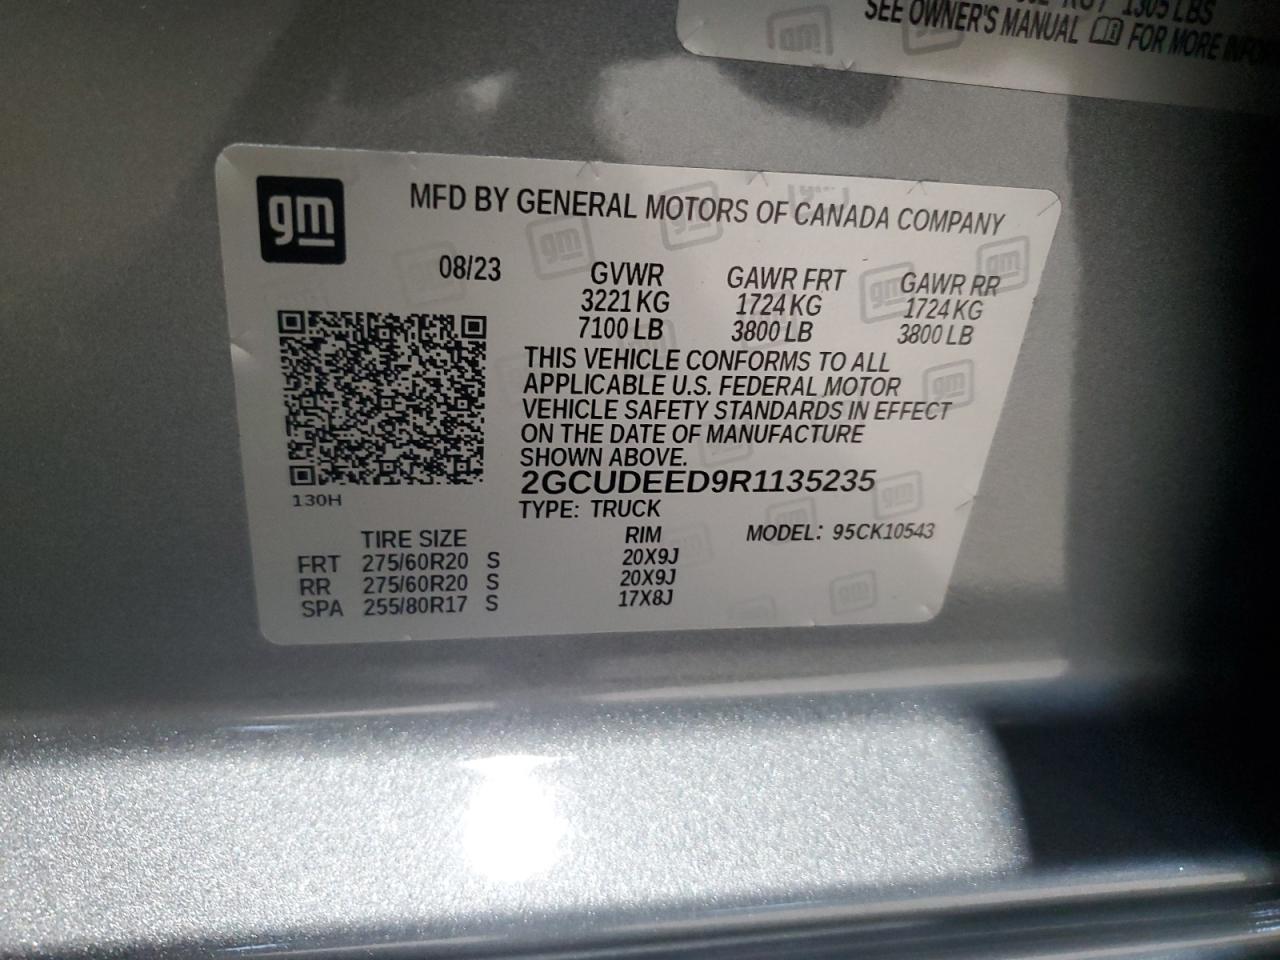 1305 LBS
SEE OWNER'S MANUAL FOR MORE
gm
MFD BY GENERAL MOTORS OF CANADA COMPANY
08/23 GVWR GAWR FRT GAWR RR
3221 KG 1724 KG 1724 KG
7100 LB 3800 LB 3800 LB
THIS VEHICLE CONFORMS TO ALL
APPLICABLE U.S. FEDERAL MOTOR
VEHICLE SAFETY STANDARDS IN EFFECT
ON THE DATE OF MANUFACTURE
SHOWN ABOVE.
2GCUDEED9R1135235
130H
TYPE: TRUCK
TIRE SIZE RIM MODEL: 95CK10543
FRT 275/60R20 S 20X9J
RR 275/60R20 S 20X9J
SPA 255/80R17 S 17X8J